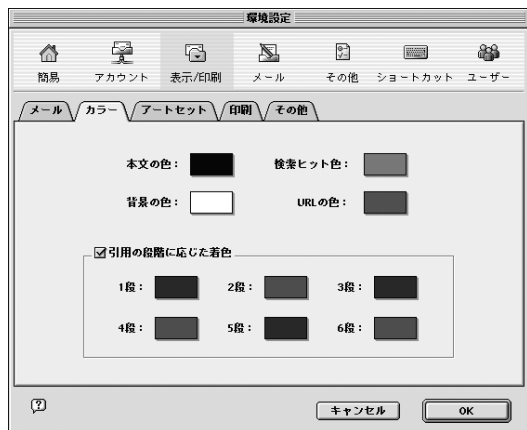 環境設定
簡易 アカウント 表示/印刷 メール その他 ショートカット ユーザー
メール カラー アートセット 印刷 その他
本文の色： 検索ヒット色：
背景の色： URLの色：
引用の段階に応じた着色
1段： 2段： 3段：
4段： 5段： 6段：
? キャンセル OK